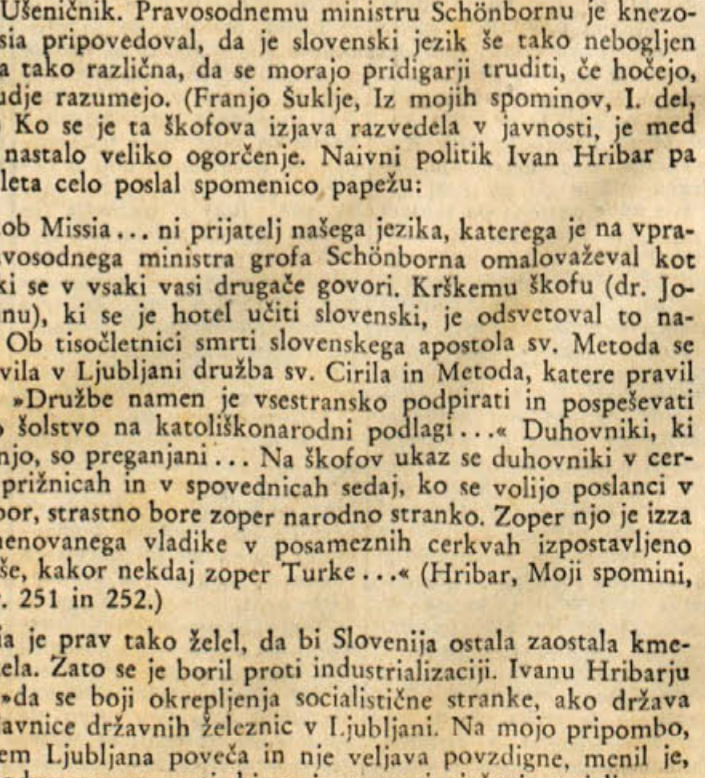 Ušeničnik. Pravosodnemu ministru Schönbornu je knezo-
sia pripovedoval, da je slovenski jezik še tako nebogljen
a tako različna, da se morajo pridigarji truditi, če hočejo,
udje razumejo. (Franjo Šuklje, Iz mojih spominov, I. del,
Ko se je ta škofova izjava razvedela v javnosti, je med
nastalo veliko ogorčenje. Naivni politik Ivan Hribar pa
leta celo poslal spomenico papežu:
ob Missia... ni prijatelj našega jezika, katerega je na vpra-
vosodnega ministra grofa Schönborna omalovaževal kot
ki se v vsaki vasi drugače govori. Krškemu škofu (dr. Jo-
nu), ki se je hotel učiti slovenski, je odsvetoval to na-
Ob tisočletnici smrti slovenskega apostola sv. Metoda se
vila v Ljubljani družba sv. Cirila in Metoda, katere pravil
»Družbe namen je vsestransko podpirati in pospeševati
šolstvo na katoliškonarodni podlagi...« Duhovniki, ki
njo, so preganjani... Na škofov ukaz se duhovniki v cer-
prižnicah in v spovednicah sedaj, ko se volijo poslanci v
bor, strastno bore zoper narodno stranko. Zoper njo je izza
menovanega vladike v posameznih cerkvah izpostavljeno
še, kakor nekdaj zoper Turke...« (Hribar, Moji spomini,
. 251 in 252.)
ia je prav tako želel, da bi Slovenija ostala zaostala kme-
ela. Zato se je boril proti industrializaciji. Ivanu Hribarju
»da se boji okrepljenja socialistične stranke, ako država
avnice državnih železnic v Ljubljani. Na mojo pripombo,
em Ljubljana poveča in nje veljava povzdigne, menil je,